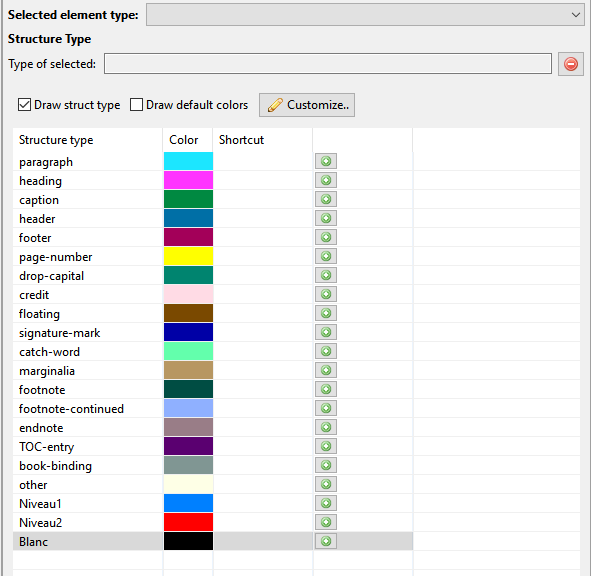 Selected element type:
Structure Type
Type of selected:
Draw struct type Draw default colors Customize..
Structure type Color Shortcut
paragraph
heading
caption
header
footer
page-number
drop-capital
credit
floating
signature-mark
catch-word
marginalia
footnote
footnote-continued
endnote
TOC-entry
book-binding
other
Niveau1
Niveau2
Blanc